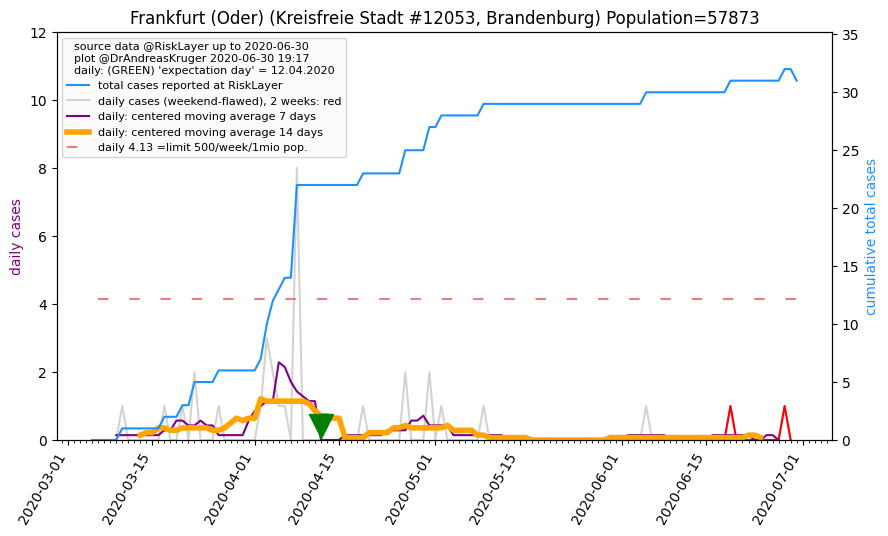 Frankfurt (Oder) (Kreisfreie Stadt #12053, Brandenburg) Population=57873
source data @RiskLayer up to 2020-06-30
plot @DrAndreasKruger 2020-06-30 19:17
daily: (GREEN) 'expectation day' = 12.04.2020
total cases reported at RiskLayer
daily cases (weekend-flawed), 2 weeks: red
daily: centered moving average 7 days
daily: centered moving average 14 days
daily 4.13 =limit 500/week/1mio pop.
daily cases
12
10
8
6
4
2
0
cumulative total cases
35
30
25
20
15
10
5
0
2020-03-01
2020-03-15
2020-04-01
2020-04-15
2020-05-01
2020-05-15
2020-06-01
2020-06-15
2020-07-01